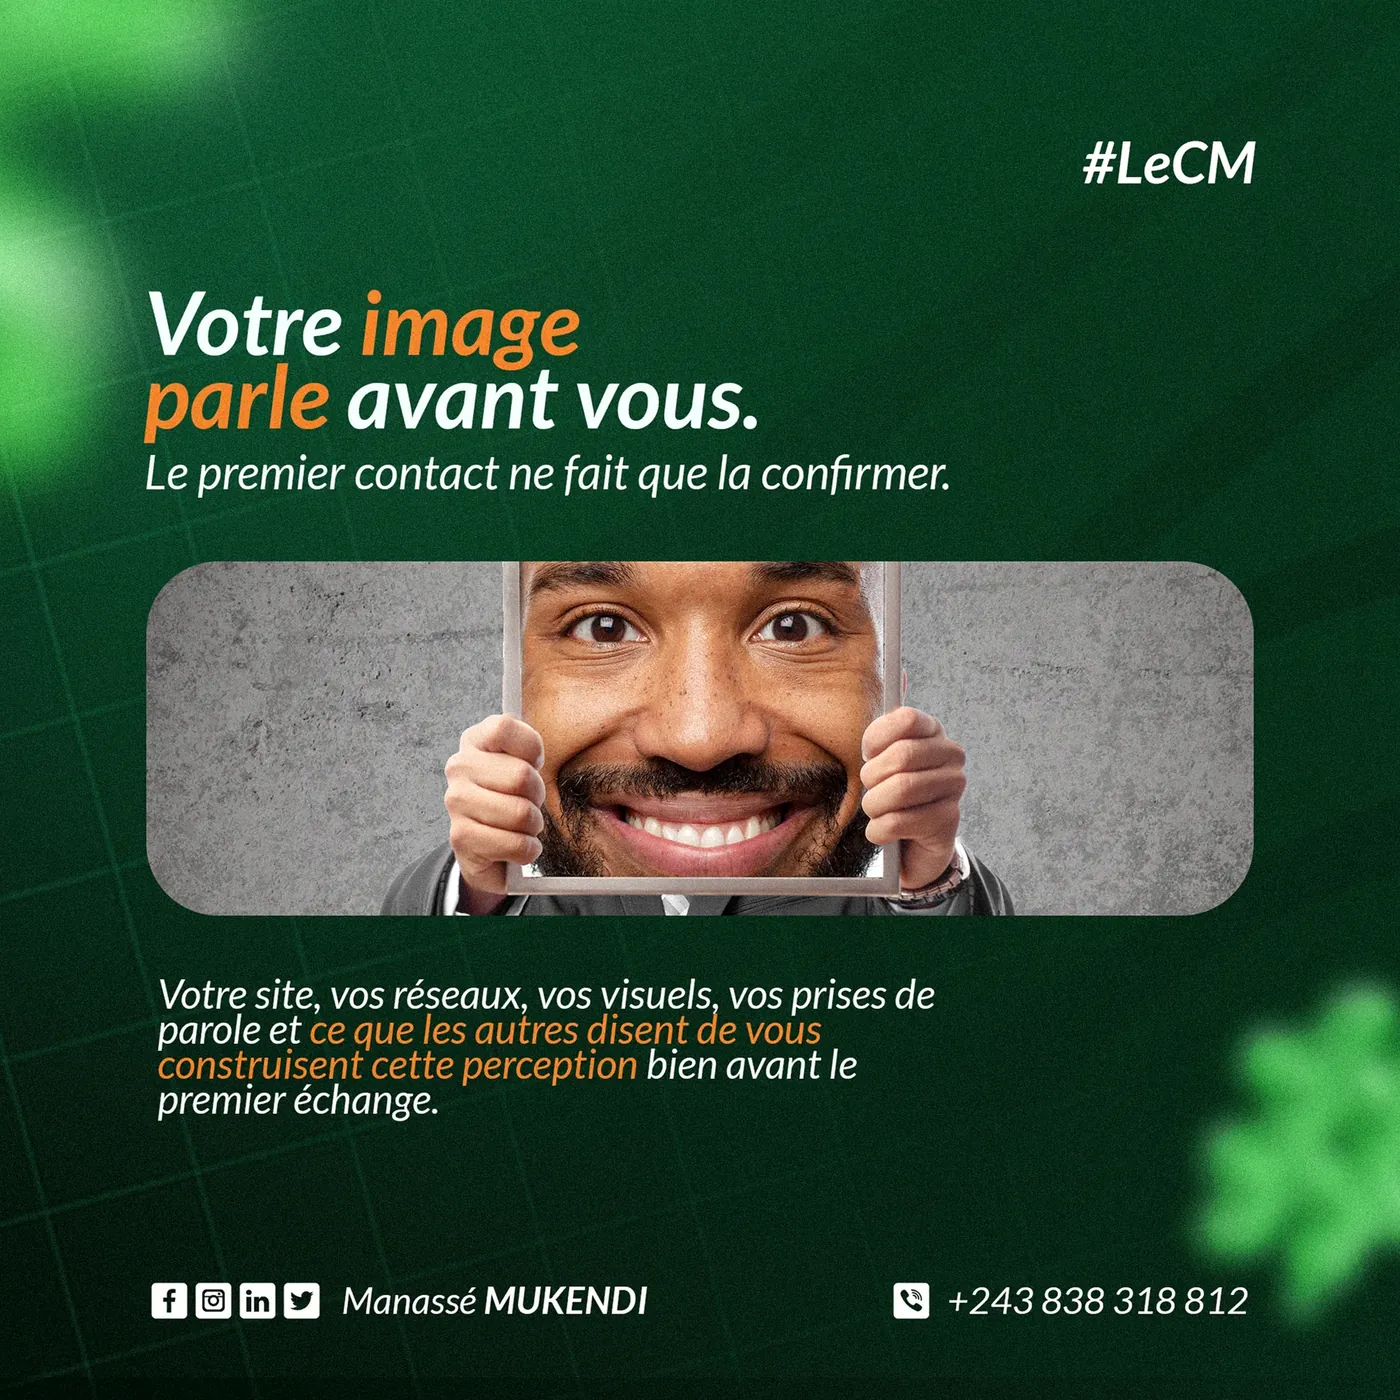 #LeCM
Votre image
parle avant vous.
Le premier contact ne fait que la confirmer.
Votre site, vos réseaux, vos visuels, vos prises de
parole et ce que les autres disent de vous
construisent cette perception bien avant le
premier échange.
Manassé MUKENDI
+243 838 318 812